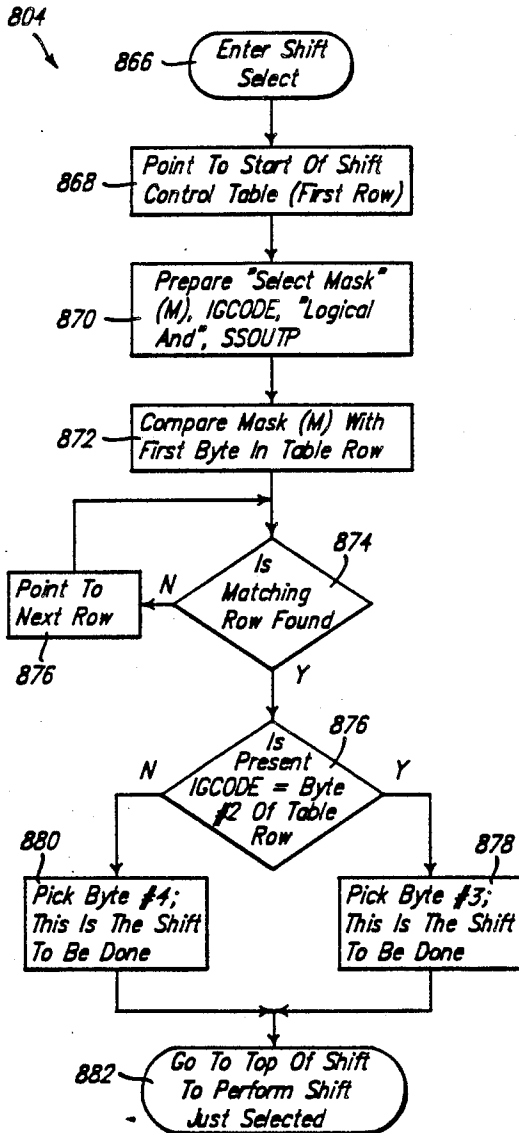 804
866
Enter Shift
Select
868
Point To Start Of Shift
Control Table (First Row)
870
Prepare "Select Mask"
(M), IGCODE, "Logical
And", SSOUTP
872
Compare Mask (M) With
First Byte In Table Row
874
Is
Matching
Row Found
N
Point To
Next Row
876
Y
876
Is
Present
IGCODE = Byte
#2 Of Table
Row
N
Y
880
Pick Byte #4;
This Is The Shift
To Be Done
878
Pick Byte #3;
This Is The Shift
To Be Done
882
Go To Top Of Shift
To Perform Shift
Just Selected